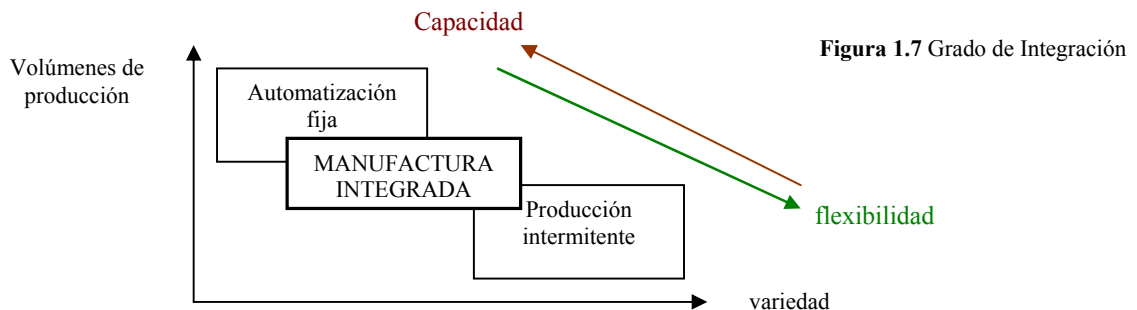 Capacidad
Figura 1.7 Grado de Integración
Volúmenes de
producción
Automatización
fija
MANUFACTURA
INTEGRADA
Producción
intermitente
flexibilidad
variedad